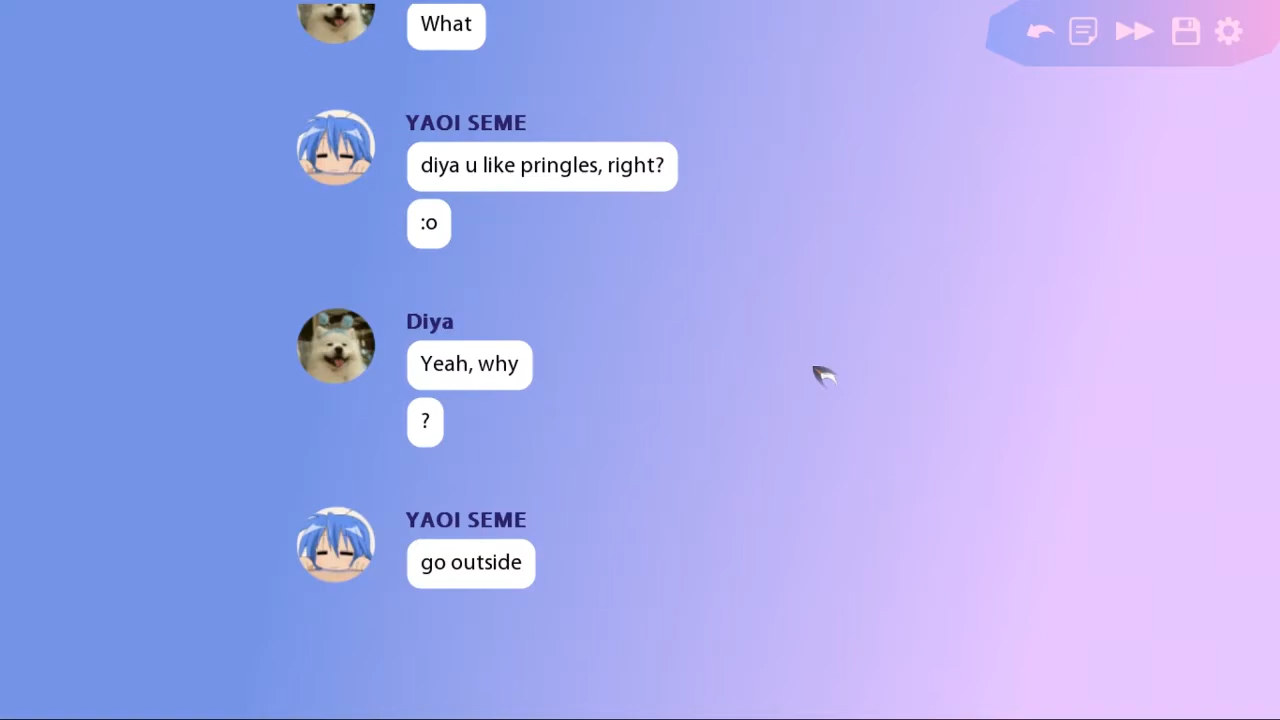 What
YAOI SEME
diya u like pringles, right?
:o
Diya
Yeah, why
?
YAOI SEME
go outside